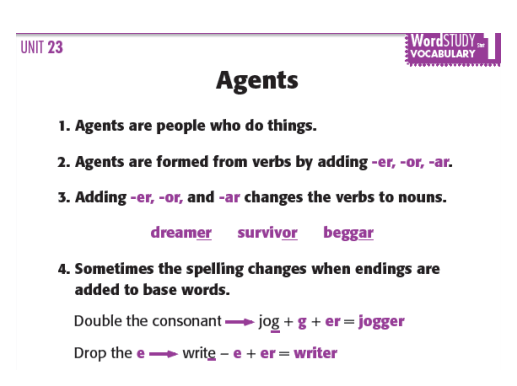 UNIT 23
WordSTUDY
VOCABULARY
1
Agents
1. Agents are people who do things.
2. Agents are formed from verbs by adding -er, -or, -ar.
3. Adding -er, -or, and -ar changes the verbs to nouns.
dreamer survivor beggar
4. Sometimes the spelling changes when endings are
added to base words.
Double the consonant → jog + g + er = jogger
Drop the e → write – e + er = writer